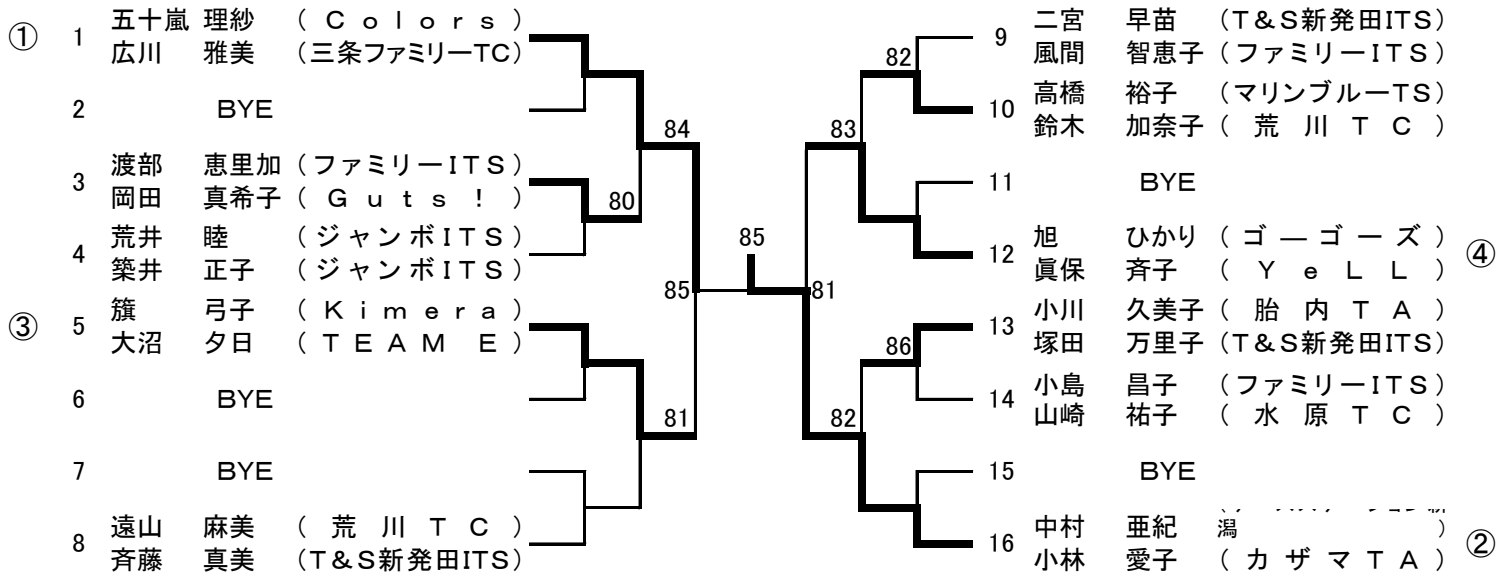 ① 1 五十嵐 理紗 (Colors)
広川 雅美 (三条ファミリーTC)
2 BYE
84
3 渡部 恵里加 (ファミリーITS)
岡田 真希子 (Guts!)
80
4 荒井 睦 (ジャンボITS)
築井 正子 (ジャンボITS)
85
③ 5 籏 弓子 (Kimera)
大沼 夕日 (TEAM E)
6 BYE
81
7 BYE
8 遠山 麻美 (荒川TC)
斉藤 真美 (T&S新発田ITS)
85
9 二宮 早苗 (T&S新発田ITS)
風間 智恵子 (ファミリーITS)
82
10 高橋 裕子 (マリンブルーTS)
鈴木 加奈子 (荒川TC)
83
11 BYE
12 旭 ひかり (ゴーゴーズ) ④
眞保 斉子 (YeLL)
81
13 小川 久美子 (胎内TA)
塚田 万里子 (T&S新発田ITS)
86
14 小島 昌子 (ファミリーITS)
山崎 祐子 (水原TC)
82
15 BYE
16 中村 亜紀 潟)
小林 愛子 (カザマTA) ②